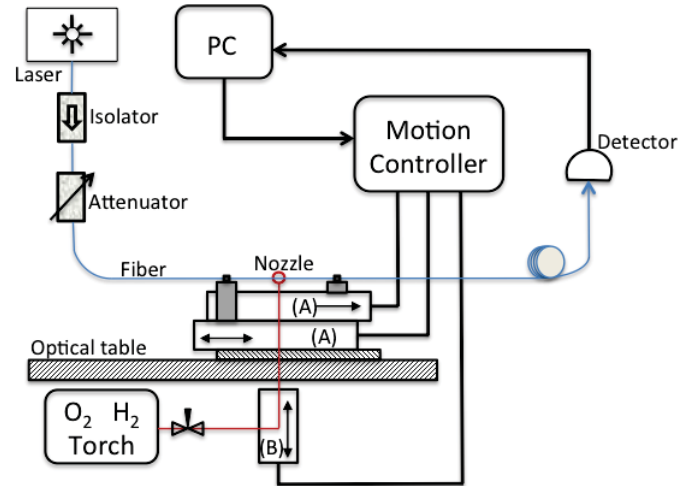 Laser
PC
Isolator
Motion
Controller
Detector
Attenuator
Fiber
Nozzle
(A)
(A)
Optical table
O₂ H₂
Torch
(B)